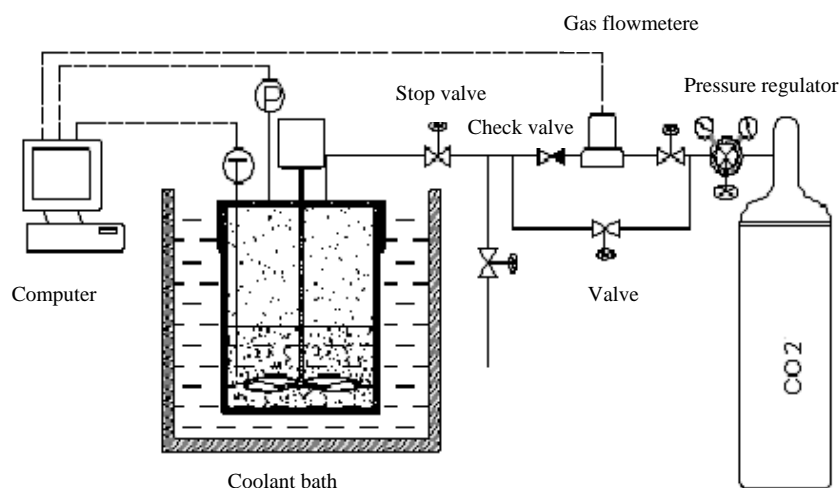 Gas flowmetere
Pressure regulator
Stop valve
Check valve
P
T
Computer
Valve
CO2
Coolant bath